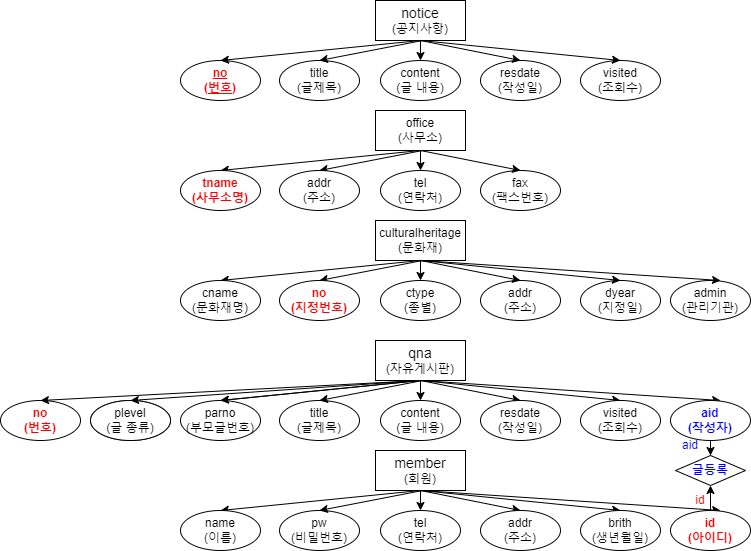 notice
(공지사항)
no
(번호)
title
(글제목)
content
(글 내용)
resdate
(작성일)
visited
(조회수)
office
(사무소)
tname
(사무소명)
addr
(주소)
tel
(연락처)
fax
(팩스번호)
culturalheritage
(문화재)
cname
(문화재명)
no
(지정번호)
ctype
(종별)
addr
(주소)
dyear
(지정일)
admin
(관리기관)
qna
(자유게시판)
no
(번호)
plevel
(글 종류)
parno
(부모글번호)
title
(글제목)
content
(글 내용)
resdate
(작성일)
visited
(조회수)
aid
(작성자)
aid
글등록
id
member
(회원)
name
(이름)
pw
(비밀번호)
tel
(연락처)
addr
(주소)
brith
(생년월일)
id
(아이디)